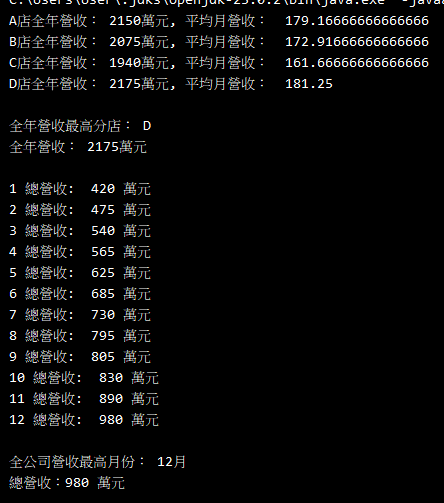 A店全年營收： 2150萬元, 平均月營收：  179.16666666666666
B店全年營收： 2075萬元, 平均月營收：  172.91666666666666
C店全年營收： 1940萬元, 平均月營收：  161.66666666666666
D店全年營收： 2175萬元, 平均月營收：  181.25
全年營收最高分店： D
全年營收： 2175萬元
1 總營收:  420 萬元
2 總營收:  475 萬元
3 總營收:  540 萬元
4 總營收:  565 萬元
5 總營收:  625 萬元
6 總營收:  685 萬元
7 總營收:  730 萬元
8 總營收:  795 萬元
9 總營收:  805 萬元
10 總營收:  830 萬元
11 總營收:  890 萬元
12 總營收:  980 萬元
全公司營收最高月份： 12月
總營收：980 萬元